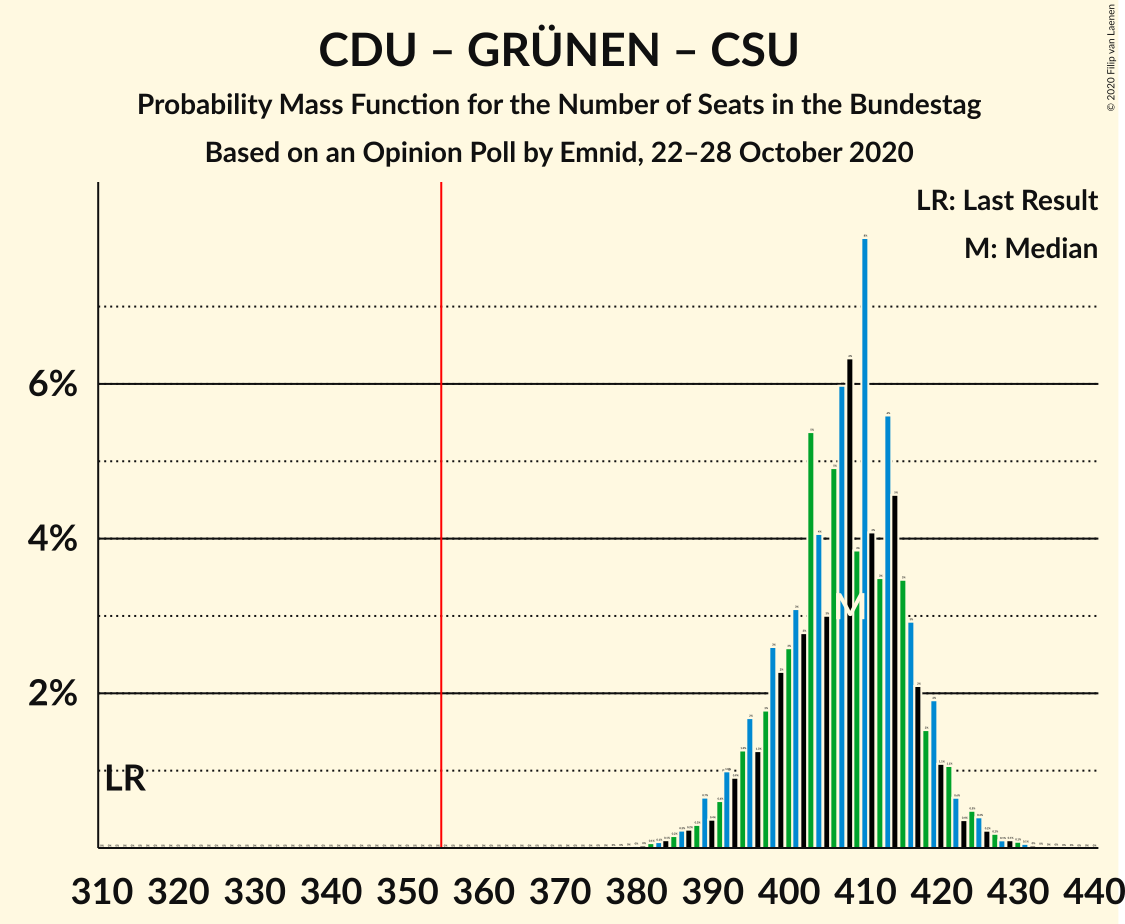 CDU – GRÜNEN – CSU
Probability Mass Function for the Number of Seats in the Bundestag
Based on an Opinion Poll by Emnid, 22–28 October 2020
© 2020 Filip van Laenen
LR: Last Result
M: Median
6%
4%
2%
M
LR
310 320 330 340 350 360 370 380 390 400 410 420 430 440